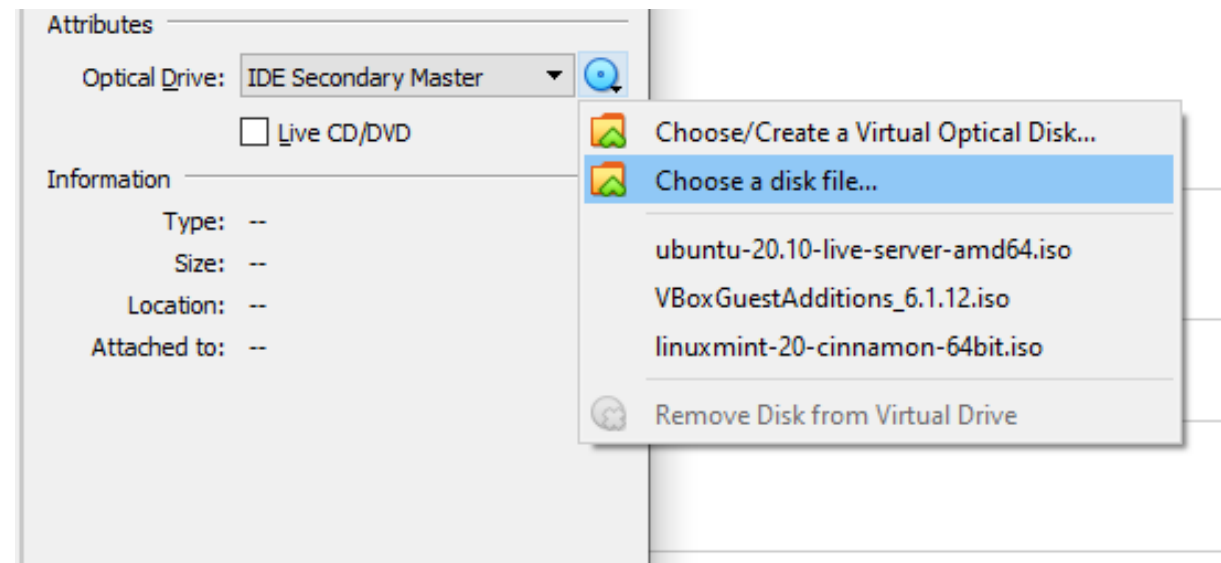 Attributes
Optical Drive: IDE Secondary Master
Live CD/DVD
Choose/Create a Virtual Optical Disk...
Choose a disk file...
ubuntu-20.10-live-server-amd64.iso
VBoxGuestAdditions_6.1.12.iso
linuxmint-20-cinnamon-64bit.iso
Remove Disk from Virtual Drive
Information
Type: --
Size: --
Location: --
Attached to: --